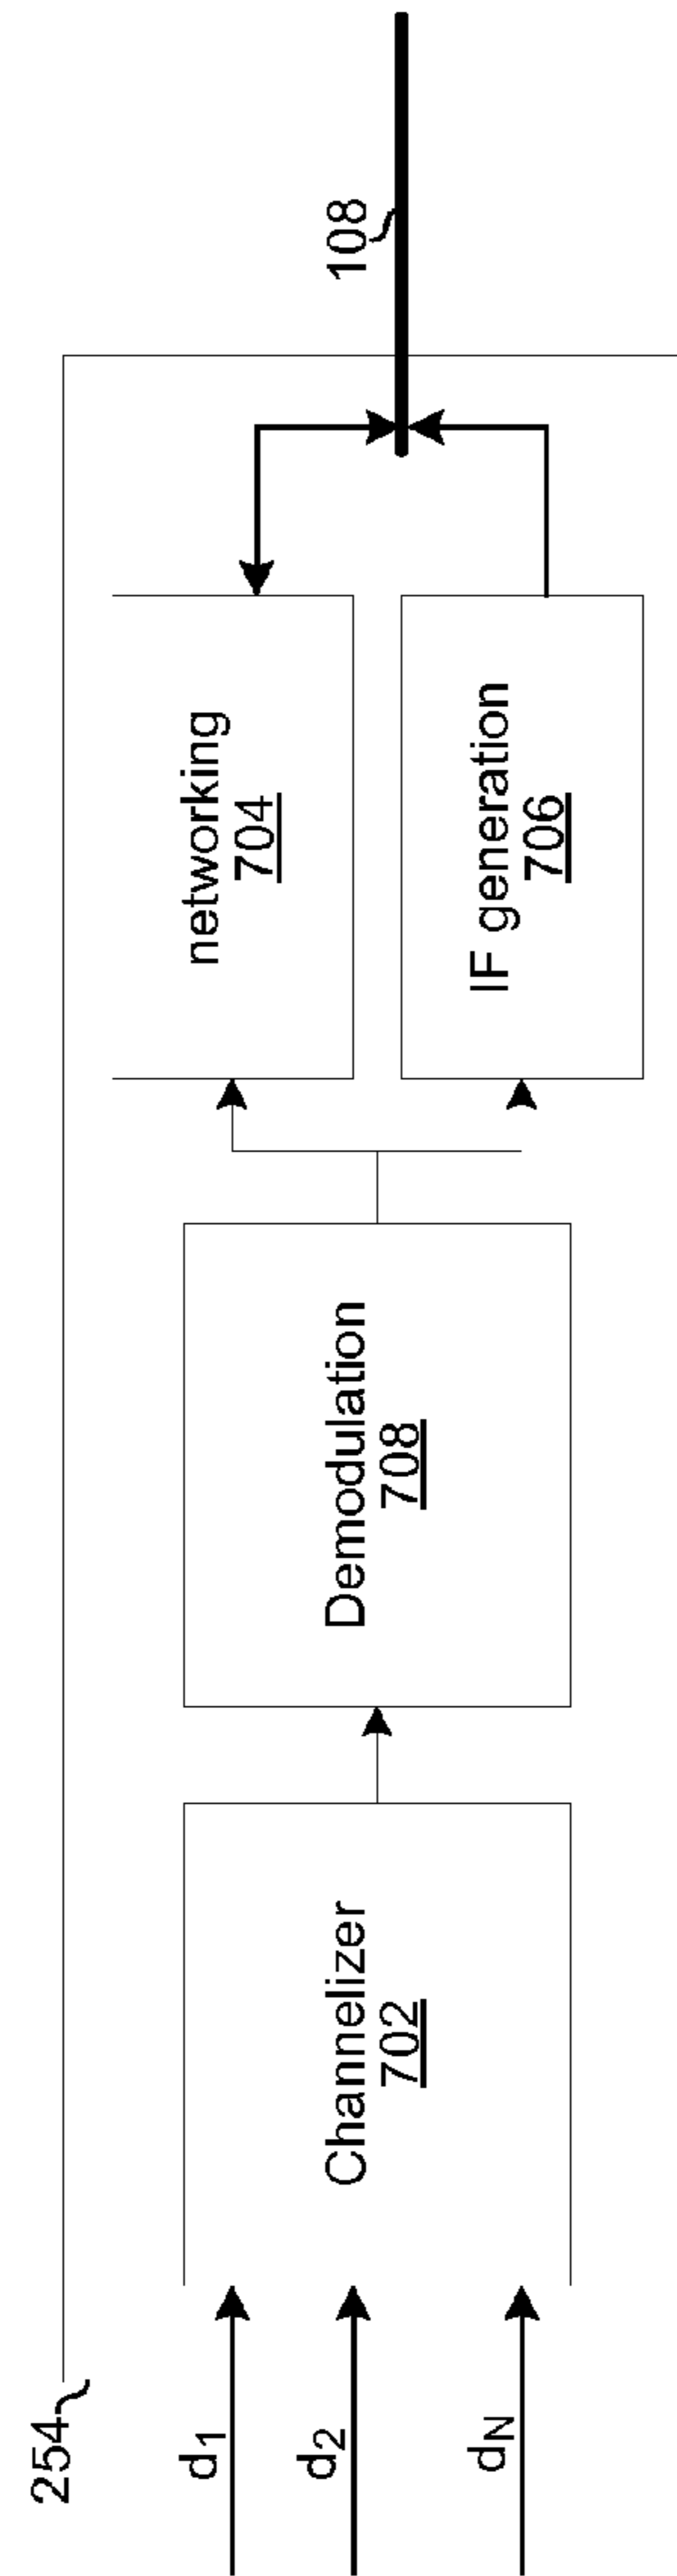 254
d1
d2
dN
Channelizer
702
Demodulation
708
networking
704
IF generation
706
108